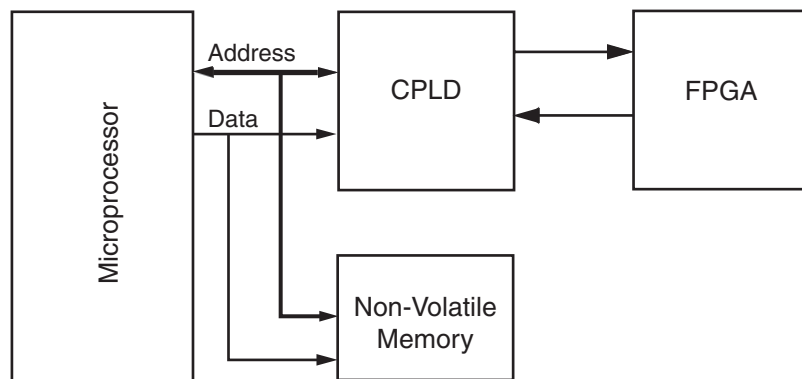 Microprocessor
Address
Data
CPLD
FPGA
Non-Volatile
Memory